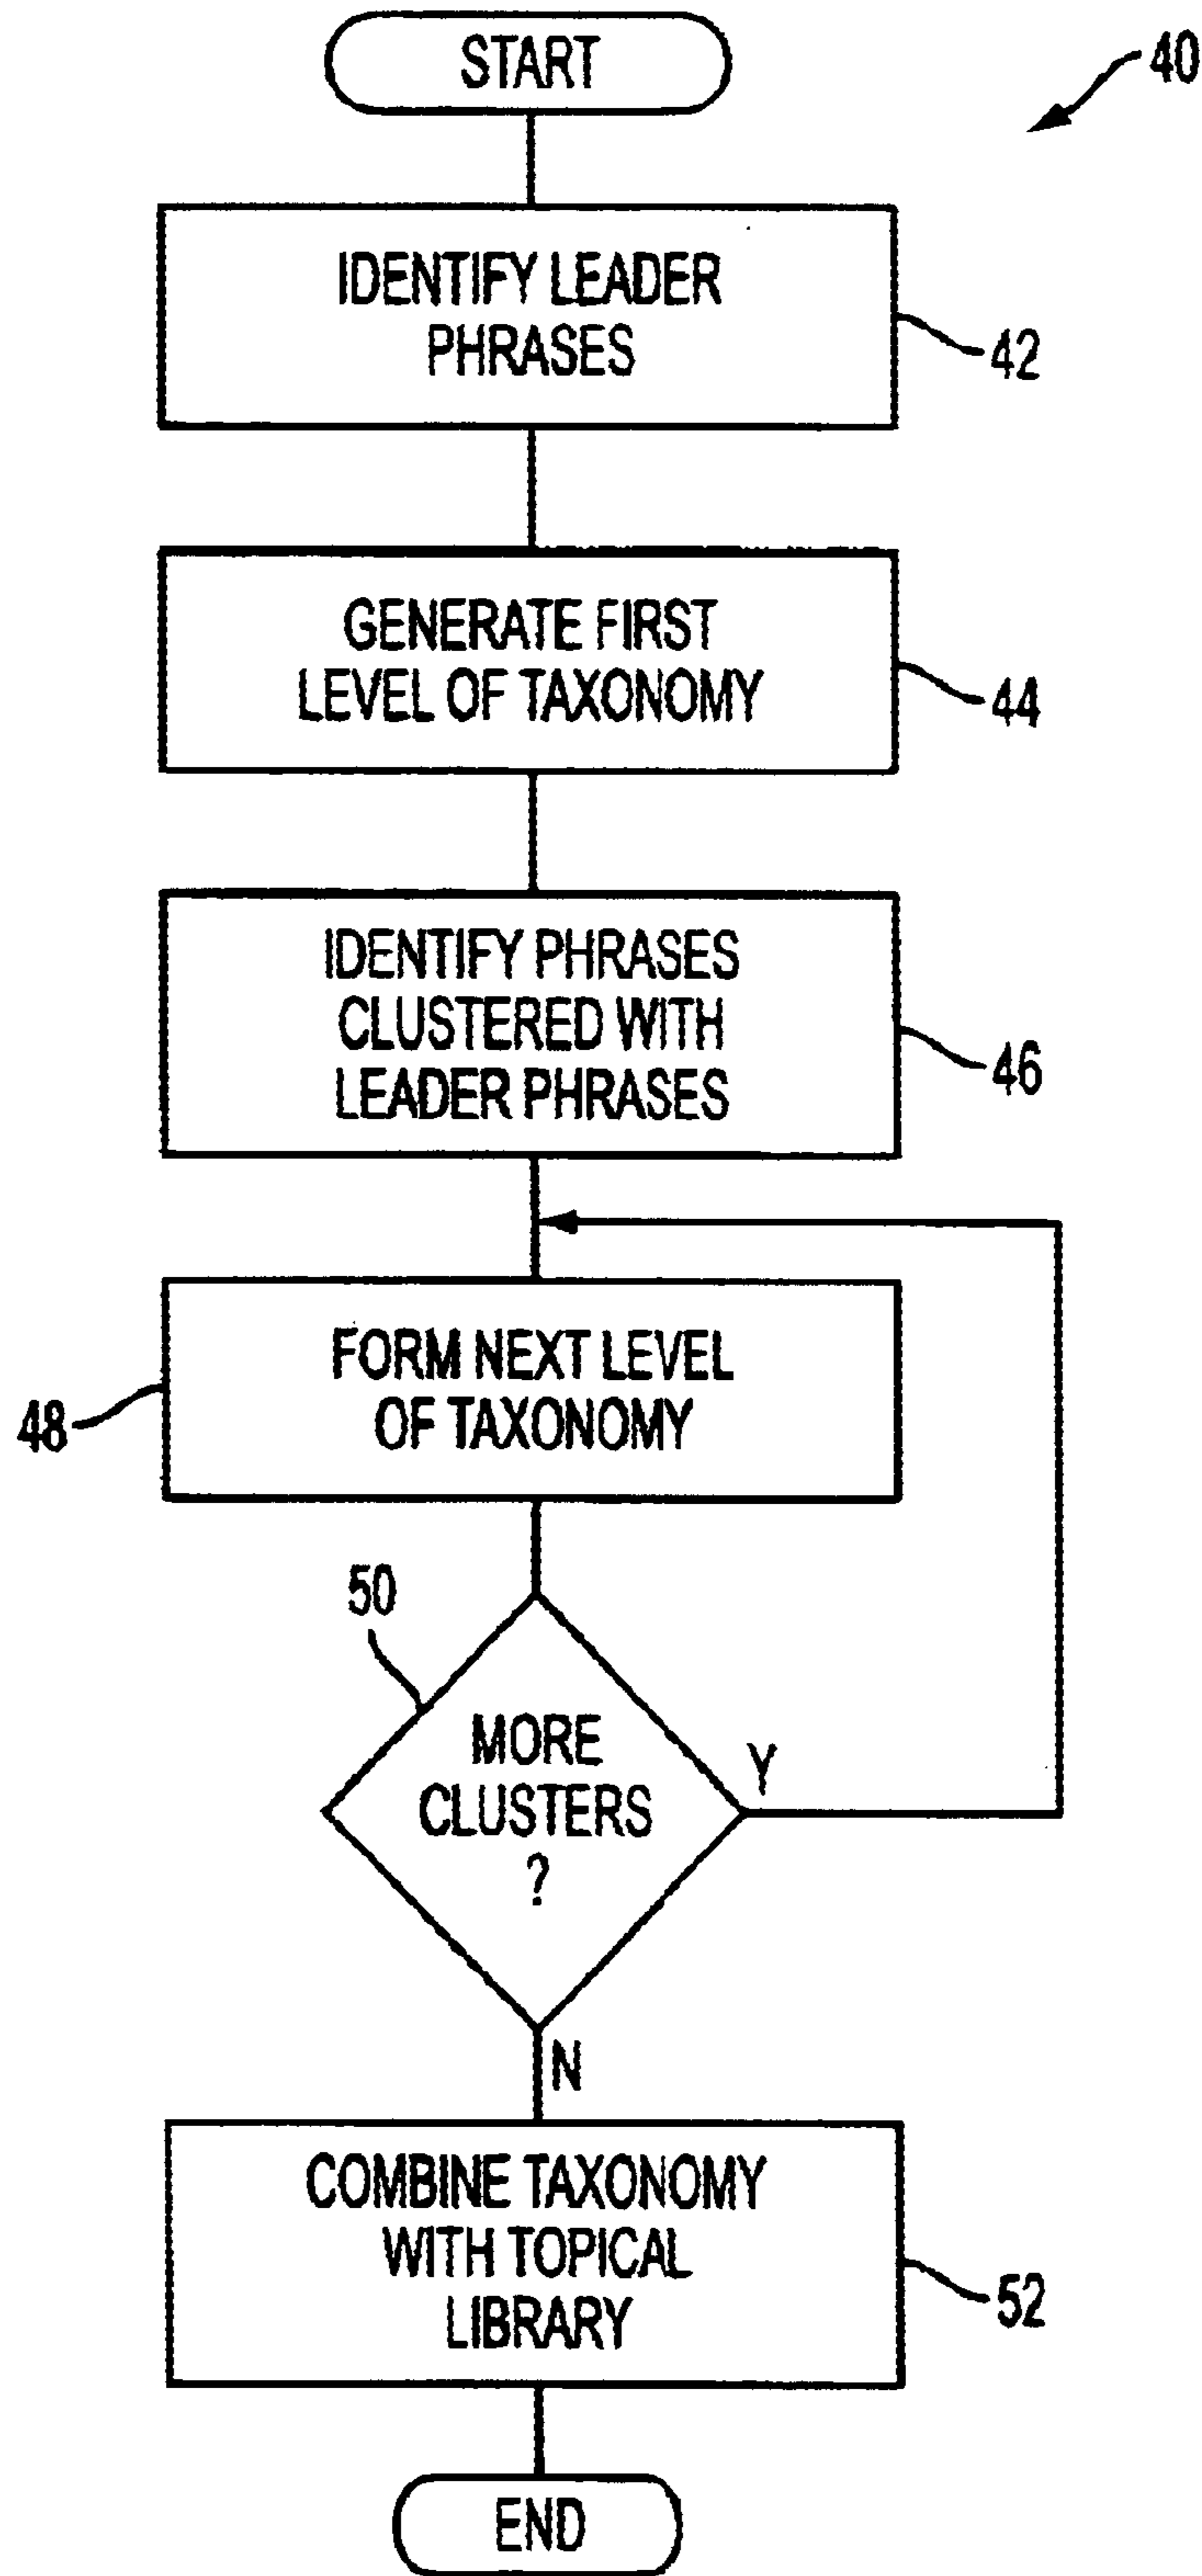 START
40
IDENTIFY LEADER
PHRASES
42
GENERATE FIRST
LEVEL OF TAXONOMY
44
IDENTIFY PHRASES
CLUSTERED WITH
LEADER PHRASES
46
FORM NEXT LEVEL
OF TAXONOMY
48
50
MORE
CLUSTERS
?
Y
N
COMBINE TAXONOMY
WITH TOPICAL
LIBRARY
52
END